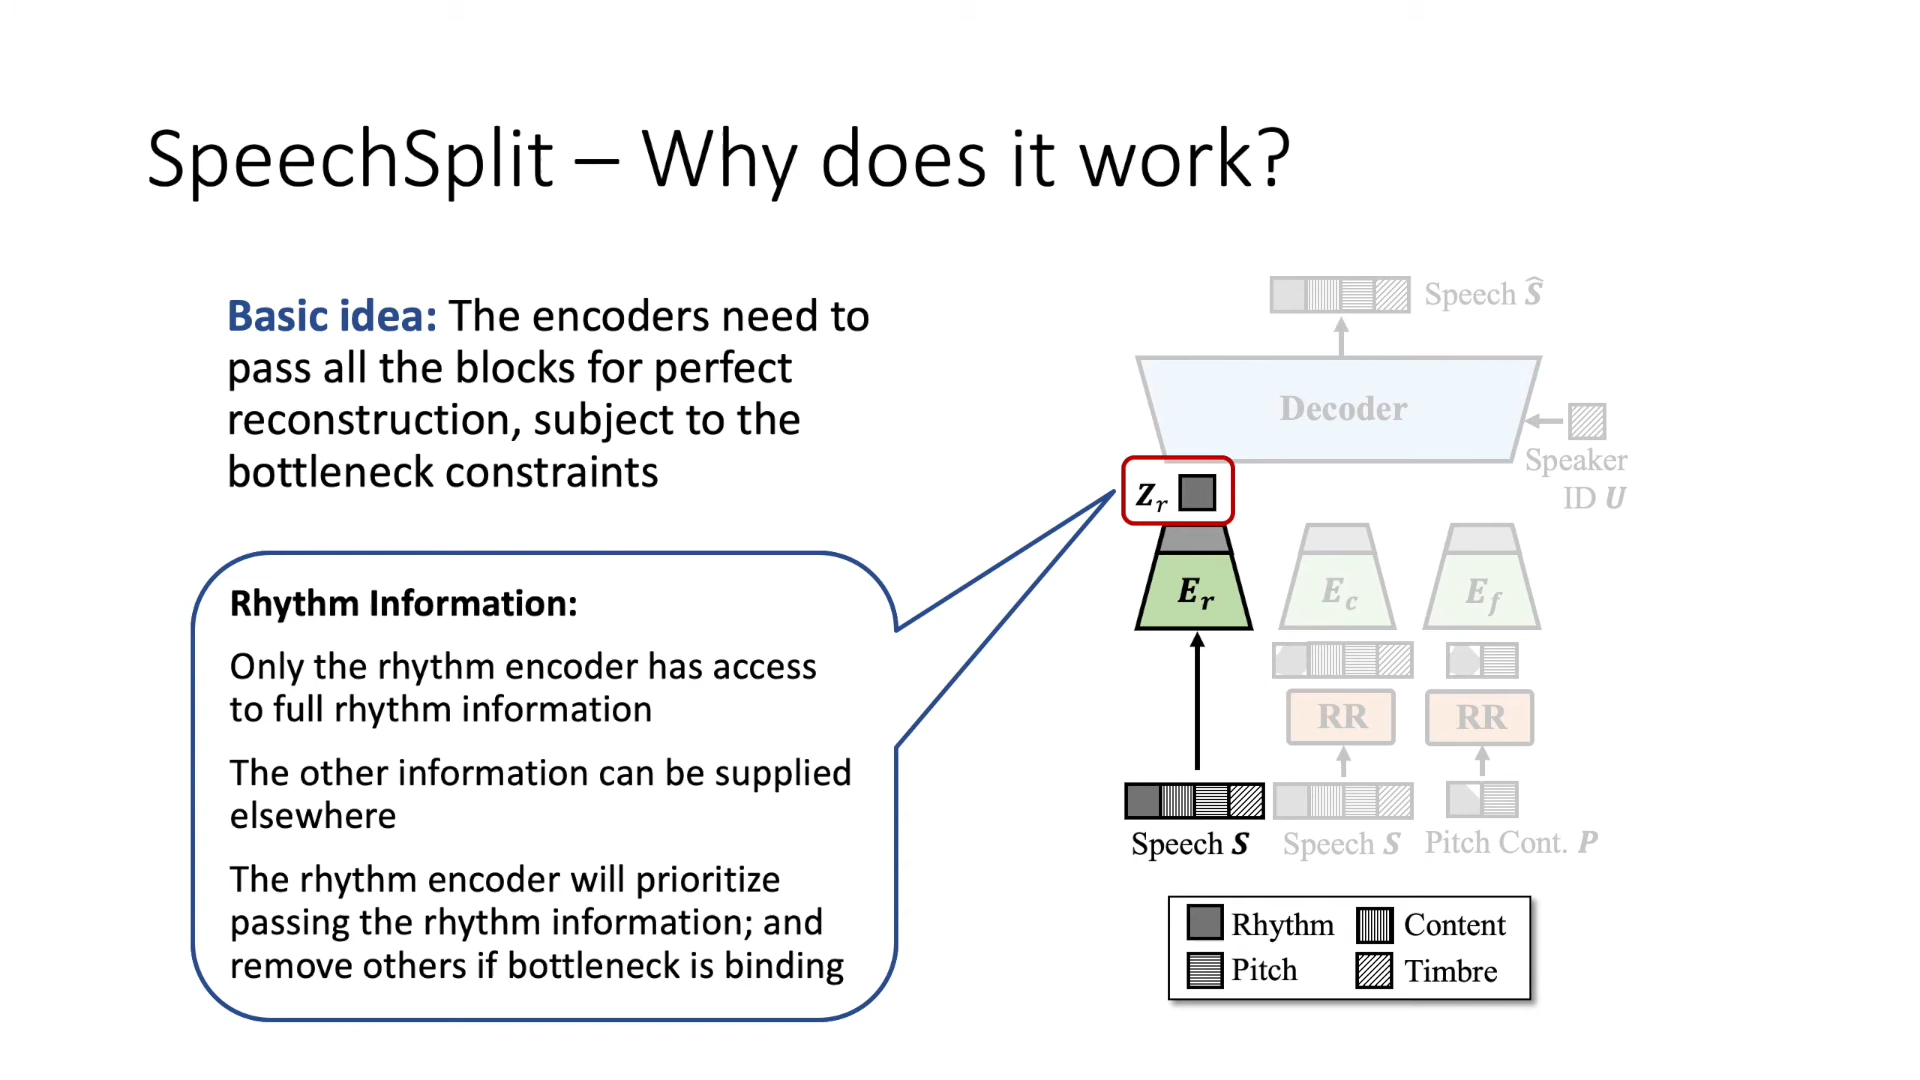 SpeechSplit – Why does it work?
Basic idea: The encoders need to
pass all the blocks for perfect
reconstruction, subject to the
bottleneck constraints
Rhythm Information:
Only the rhythm encoder has access
to full rhythm information
The other information can be supplied
elsewhere
The rhythm encoder will prioritize
passing the rhythm information; and
remove others if bottleneck is binding
Speech Ŝ
Decoder
Speaker
ID U
Z_r
E_r
E_c
E_f
RR
RR
Speech S
Speech S
Pitch Cont. P
Rhythm
Content
Pitch
Timbre